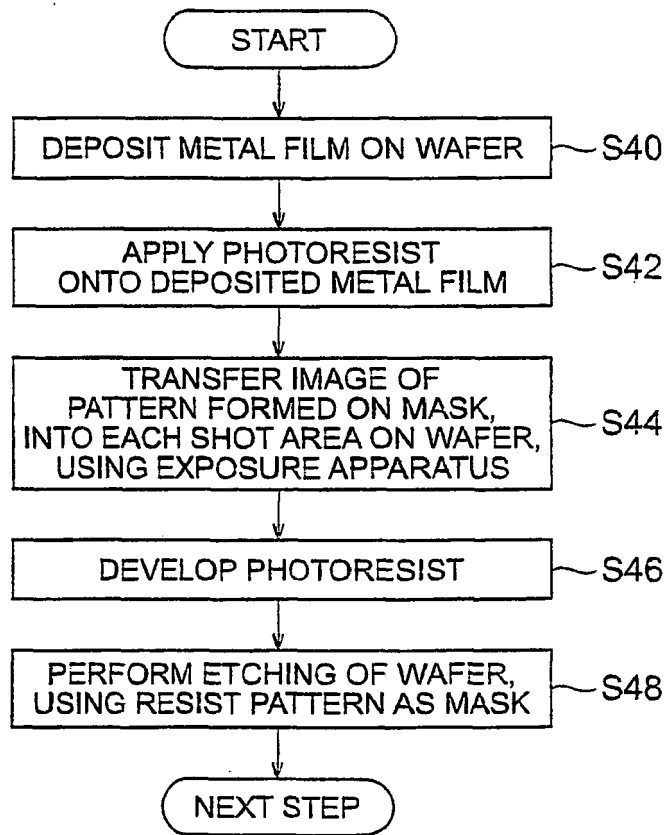 START
DEPOSIT METAL FILM ON WAFER
S40
APPLY PHOTORESIST
ONTO DEPOSITED METAL FILM
S42
TRANSFER IMAGE OF
PATTERN FORMED ON MASK,
INTO EACH SHOT AREA ON WAFER,
USING EXPOSURE APPARATUS
S44
DEVELOP PHOTORESIST
S46
PERFORM ETCHING OF WAFER,
USING RESIST PATTERN AS MASK
S48
NEXT STEP